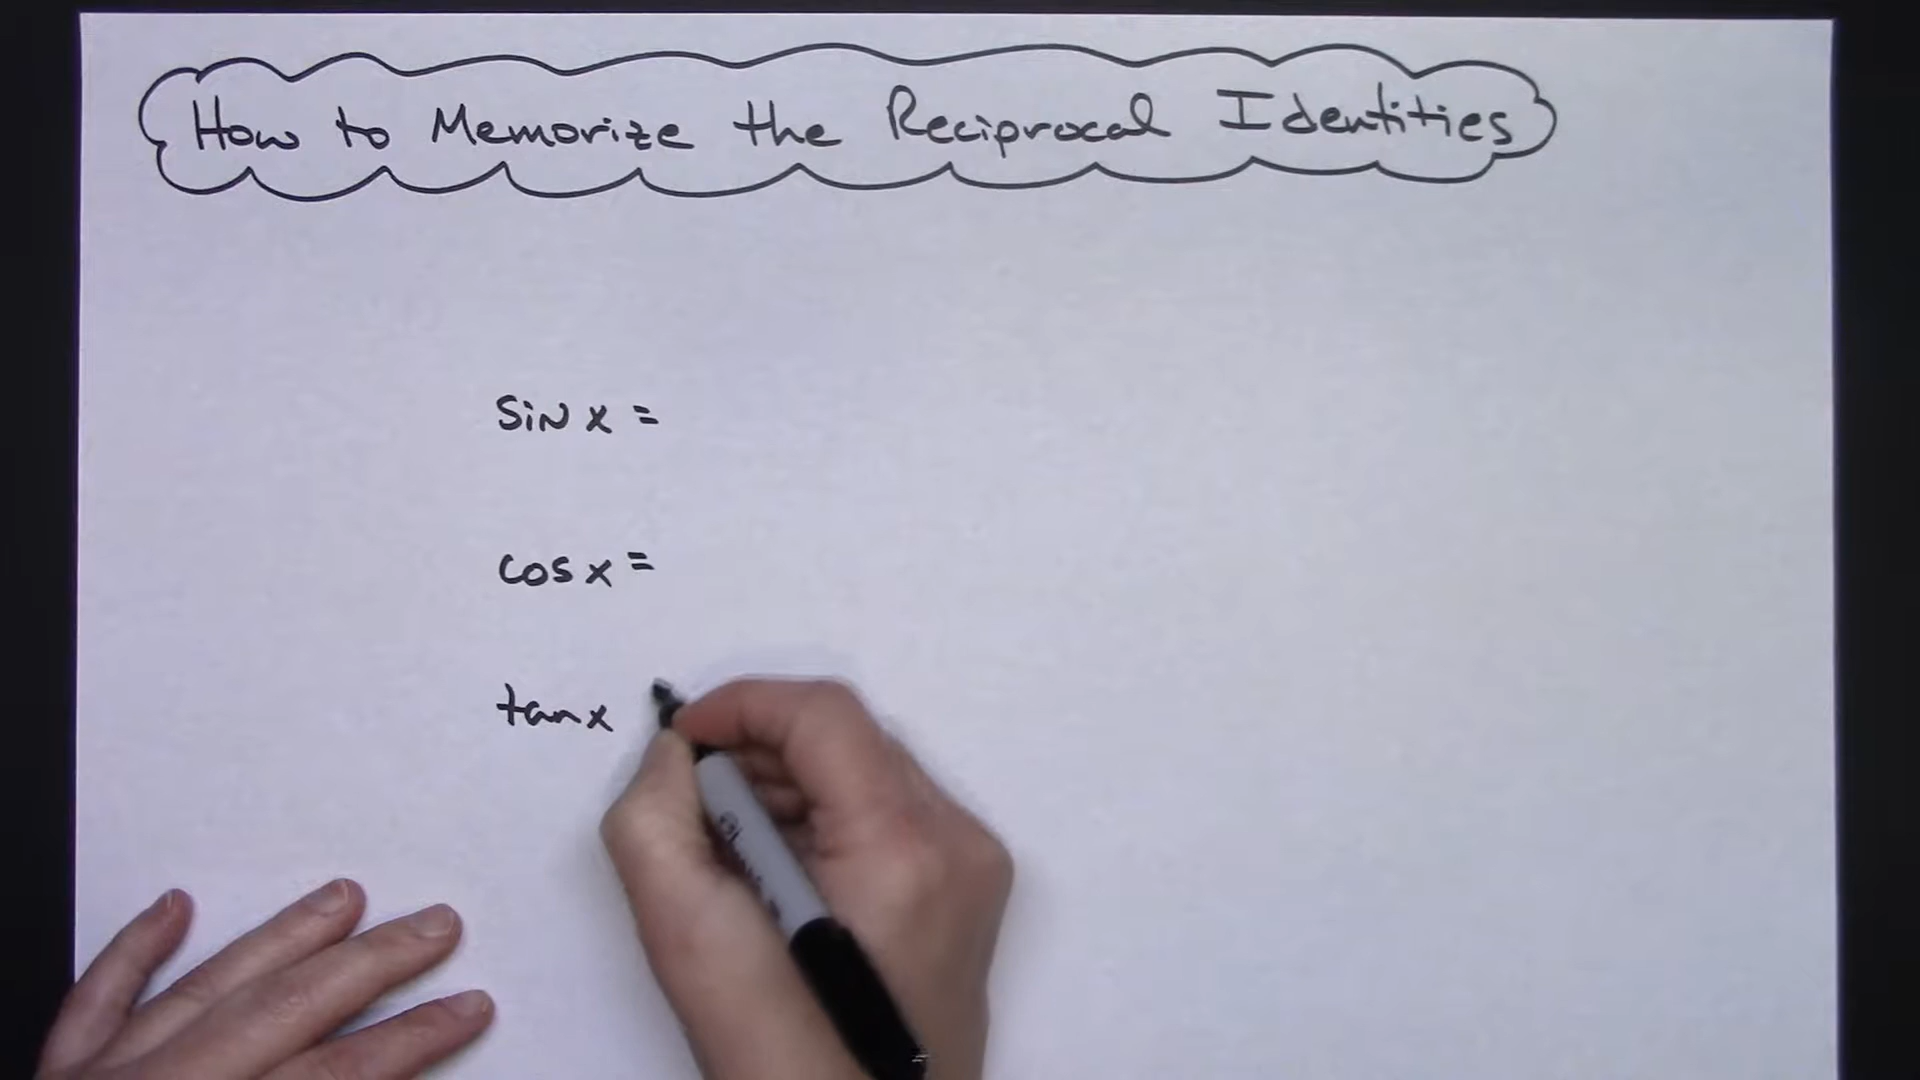 How to Memorize the Reciprocal Identities
sin x =
cos x =
tan x